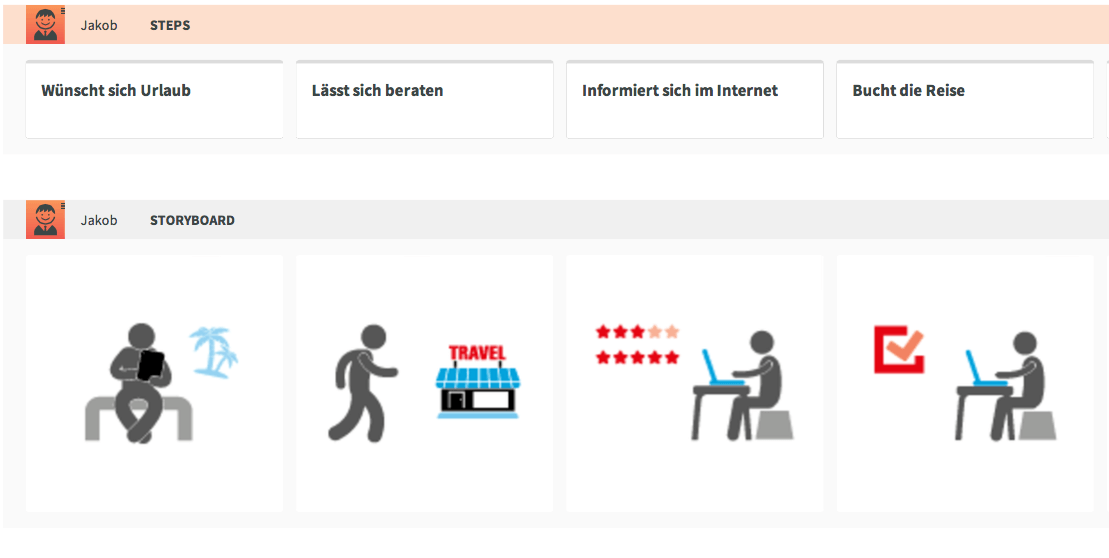 Jakob STEPS
Wünscht sich Urlaub
Lässt sich beraten
Informiert sich im Internet
Bucht die Reise
Jakob STORYBOARD
TRAVEL